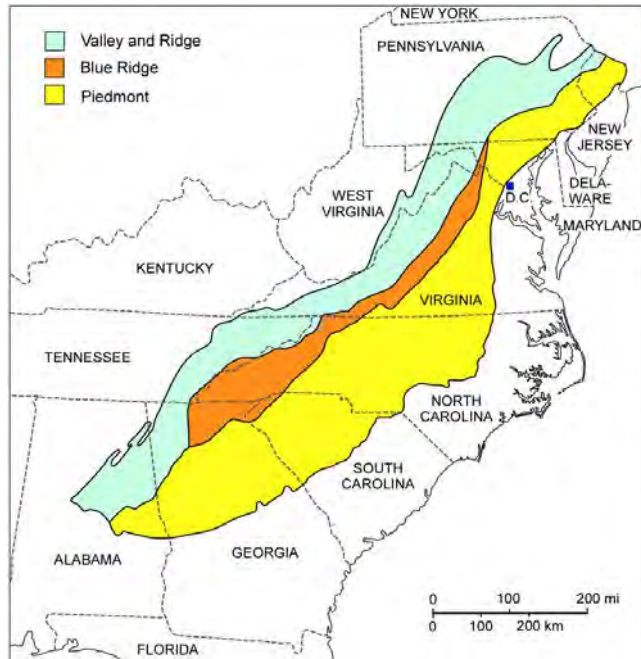 NEW YORK
Valley and Ridge
Blue Ridge
Piedmont
PENNSYLVANIA
NEW
JERSEY
DELA-
WARE
MARYLAND
D.C.
WEST
VIRGINIA
KENTUCKY
VIRGINIA
TENNESSEE
NORTH
CAROLINA
SOUTH
CAROLINA
ALABAMA
GEORGIA
FLORIDA
0 100 200 mi
0 100 200 km